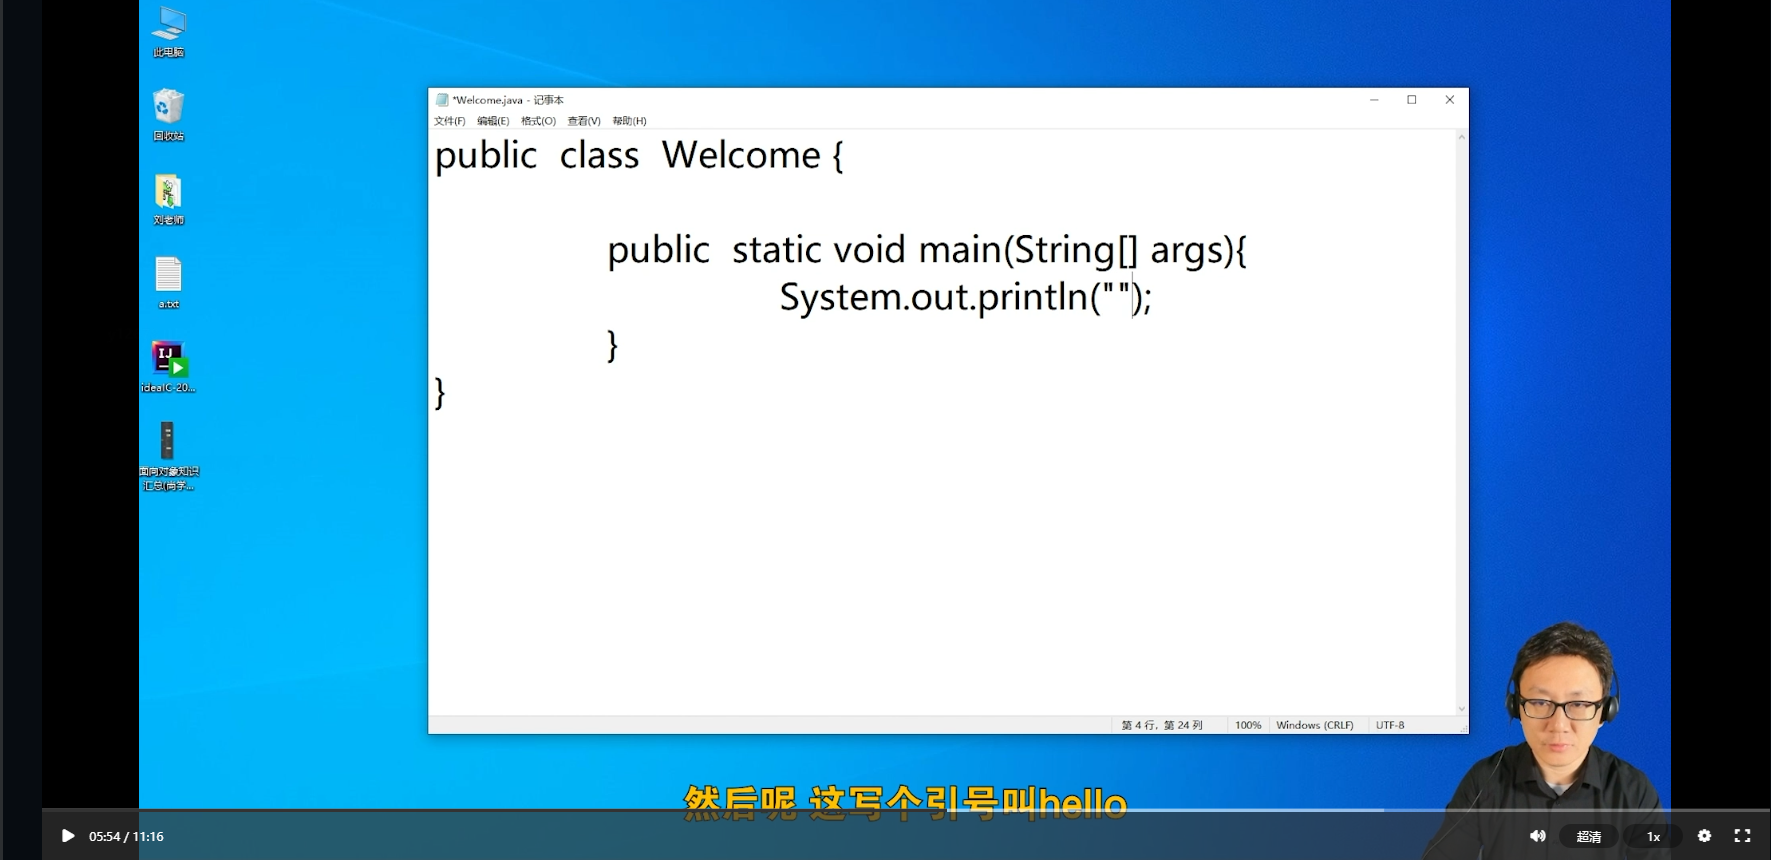 此电脑
回收站
刘老师
a.txt
ideaIC-20...
面向对象知识
汇总(尚学...
*Welcome.java - 记事本
文件(F) 编辑(E) 格式(O) 查看(V) 帮助(H)
public  class  Welcome {
public  static void main(String[] args){
System.out.println("");
}
}
第 4 行，第 24 列 100% Windows (CRLF) UTF-8
然后呢 这写个引号叫hello
05:54 / 11:16 超清 1x